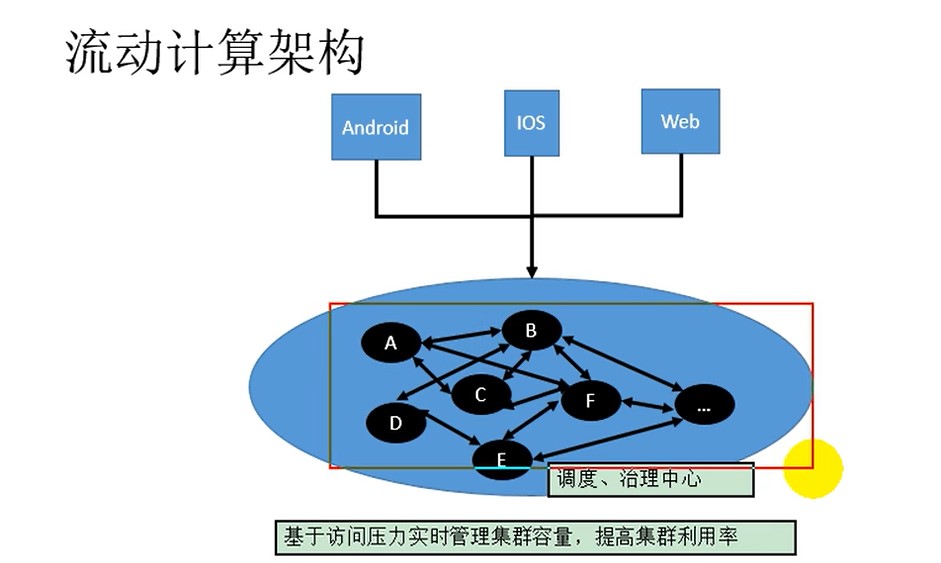 流动计算架构
Android
IOS
Web
A
B
C
D
F
...
E
调度、治理中心
基于访问压力实时管理集群容量，提高集群利用率